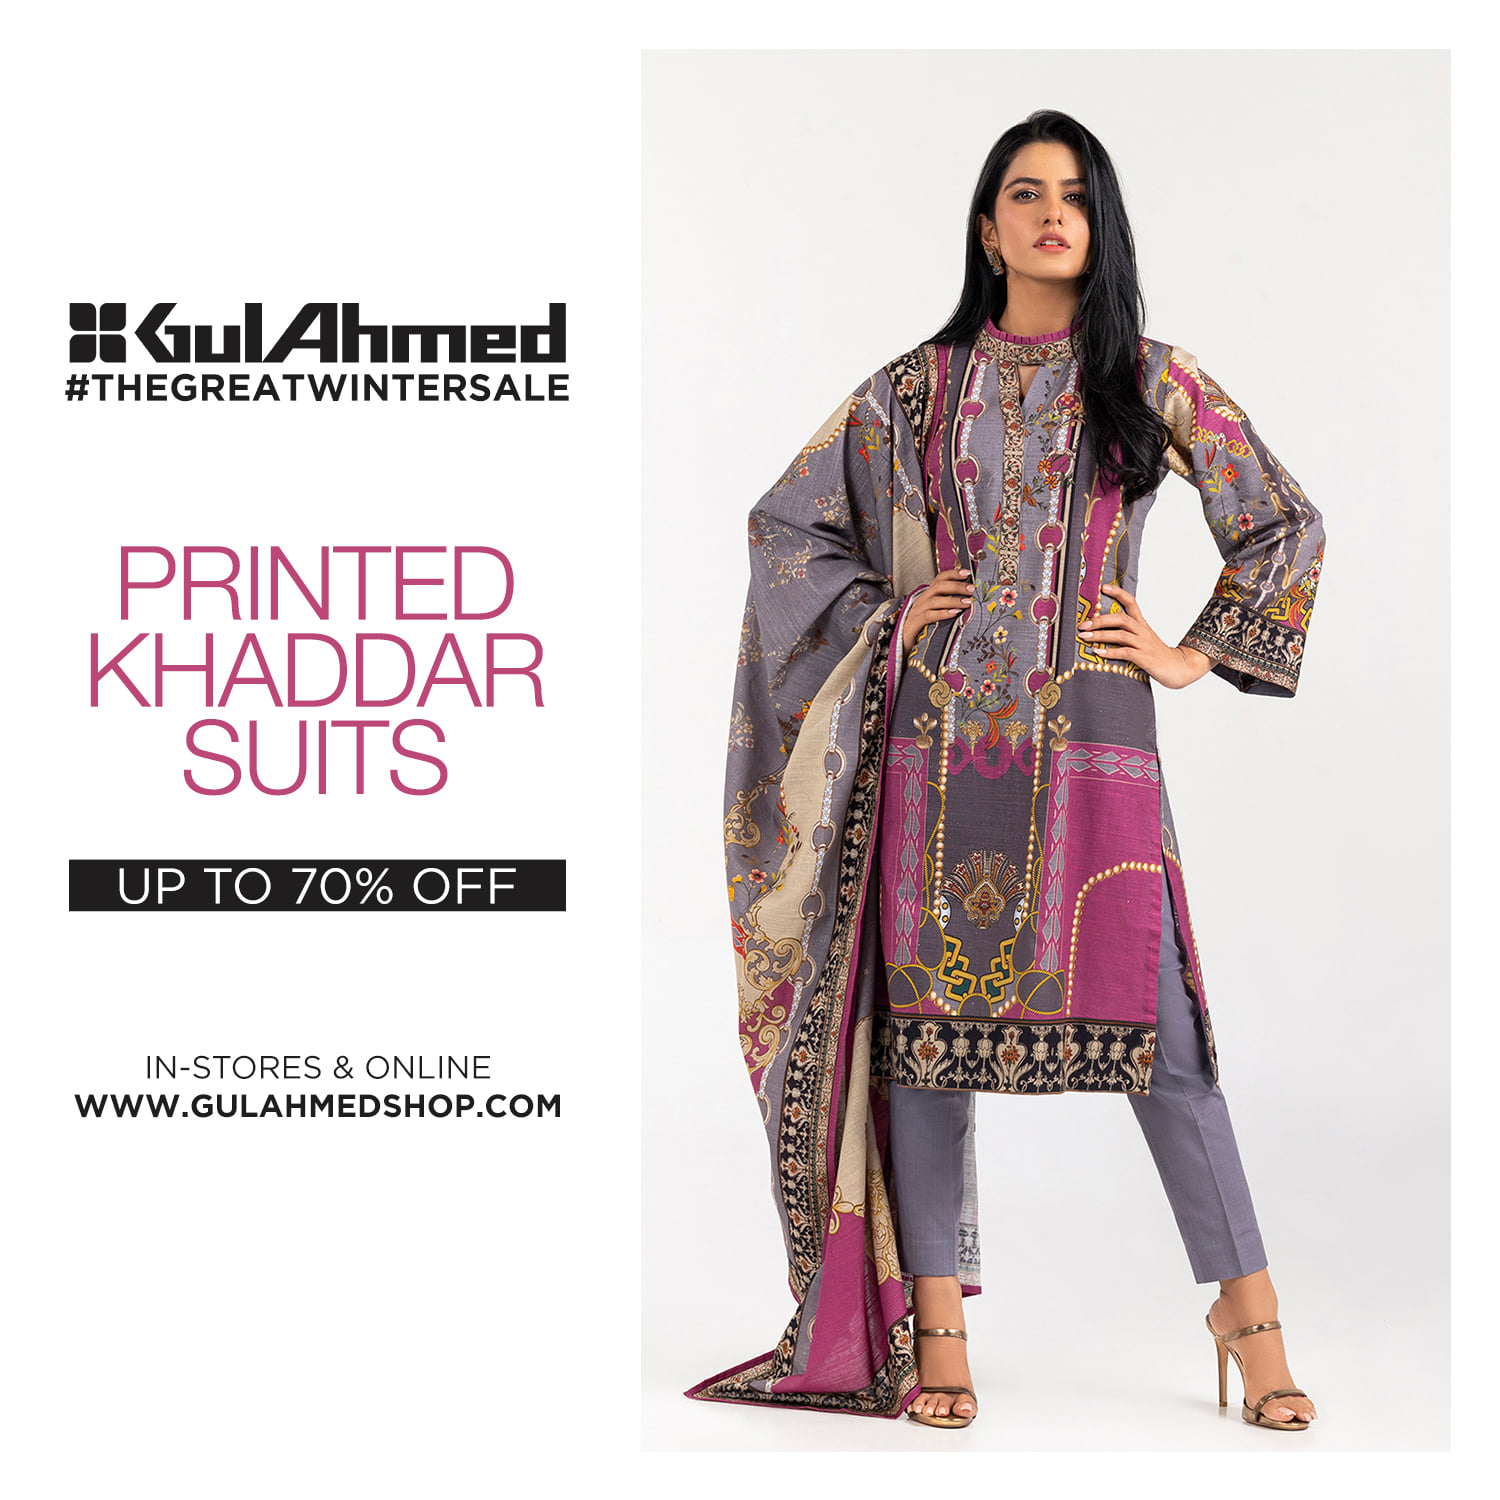 GulAhmed
#THEGREATWINTERSALE
PRINTED
KHADDAR
SUITS
UP TO 70% OFF
IN-STORES & ONLINE
WWW.GULAHMEDSHOP.COM